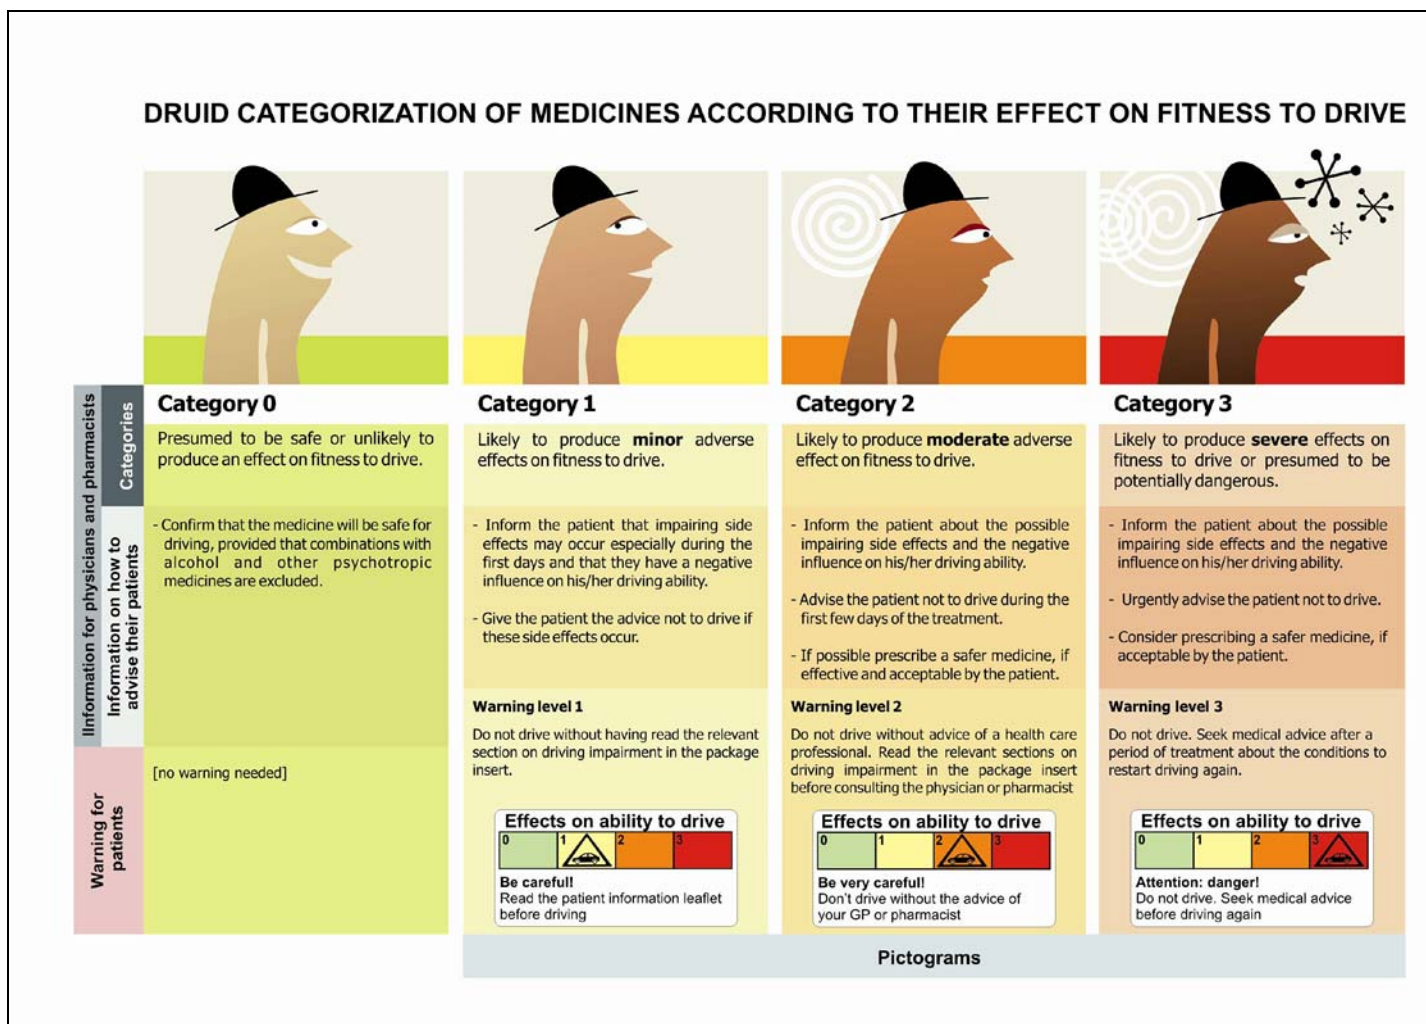 DRUID CATEGORIZATION OF MEDICINES ACCORDING TO THEIR EFFECT ON FITNESS TO DRIVE
IInformation for physicians and pharmacists
Categories
Category 0
Presumed to be safe or unlikely to
produce an effect on fitness to drive.
Category 1
Likely to produce minor adverse
effects on fitness to drive.
Category 2
Likely to produce moderate adverse
effect on fitness to drive.
Category 3
Likely to produce severe effects on
fitness to drive or presumed to be
potentially dangerous.
Information on how to
advise their patients
- Confirm that the medicine will be safe for
driving, provided that combinations with
alcohol and other psychotropic
medicines are excluded.
- Inform the patient that impairing side
effects may occur especially during the
first days and that they have a negative
influence on his/her driving ability.
- Give the patient the advice not to drive if
these side effects occur.
- Inform the patient about the possible
impairing side effects and the negative
influence on his/her driving ability.
- Advise the patient not to drive during the
first few days of the treatment.
- If possible prescribe a safer medicine, if
effective and acceptable by the patient.
- Inform the patient about the possible
impairing side effects and the negative
influence on his/her driving ability.
- Urgently advise the patient not to drive.
- Consider prescribing a safer medicine, if
acceptable by the patient.
Warning for
patients
[no warning needed]
Warning level 1
Do not drive without having read the relevant
section on driving impairment in the package
insert.
Effects on ability to drive
0 1 2 3
Be careful!
Read the patient information leaflet
before driving
Warning level 2
Do not drive without advice of a health care
professional. Read the relevant sections on
driving impairment in the package insert
before consulting the physician or pharmacist
Effects on ability to drive
0 1 2 3
Be very careful!
Don't drive without the advice of
your GP or pharmacist
Warning level 3
Do not drive. Seek medical advice after a
period of treatment about the conditions to
restart driving again.
Effects on ability to drive
0 1 2 3
Attention: danger!
Do not drive. Seek medical advice
before driving again
Pictograms